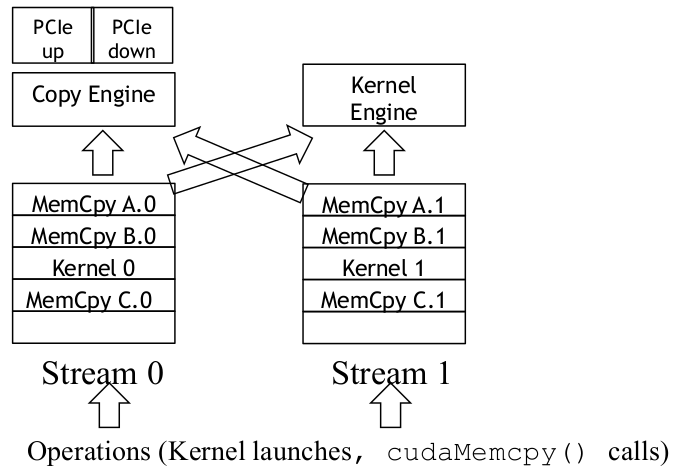 PCIe up
PCIe down
Copy Engine
Kernel Engine
MemCpy A.0
MemCpy B.0
Kernel 0
MemCpy C.0
Stream 0
MemCpy A.1
MemCpy B.1
Kernel 1
MemCpy C.1
Stream 1
Operations (Kernel launches, cudaMemcpy() calls)